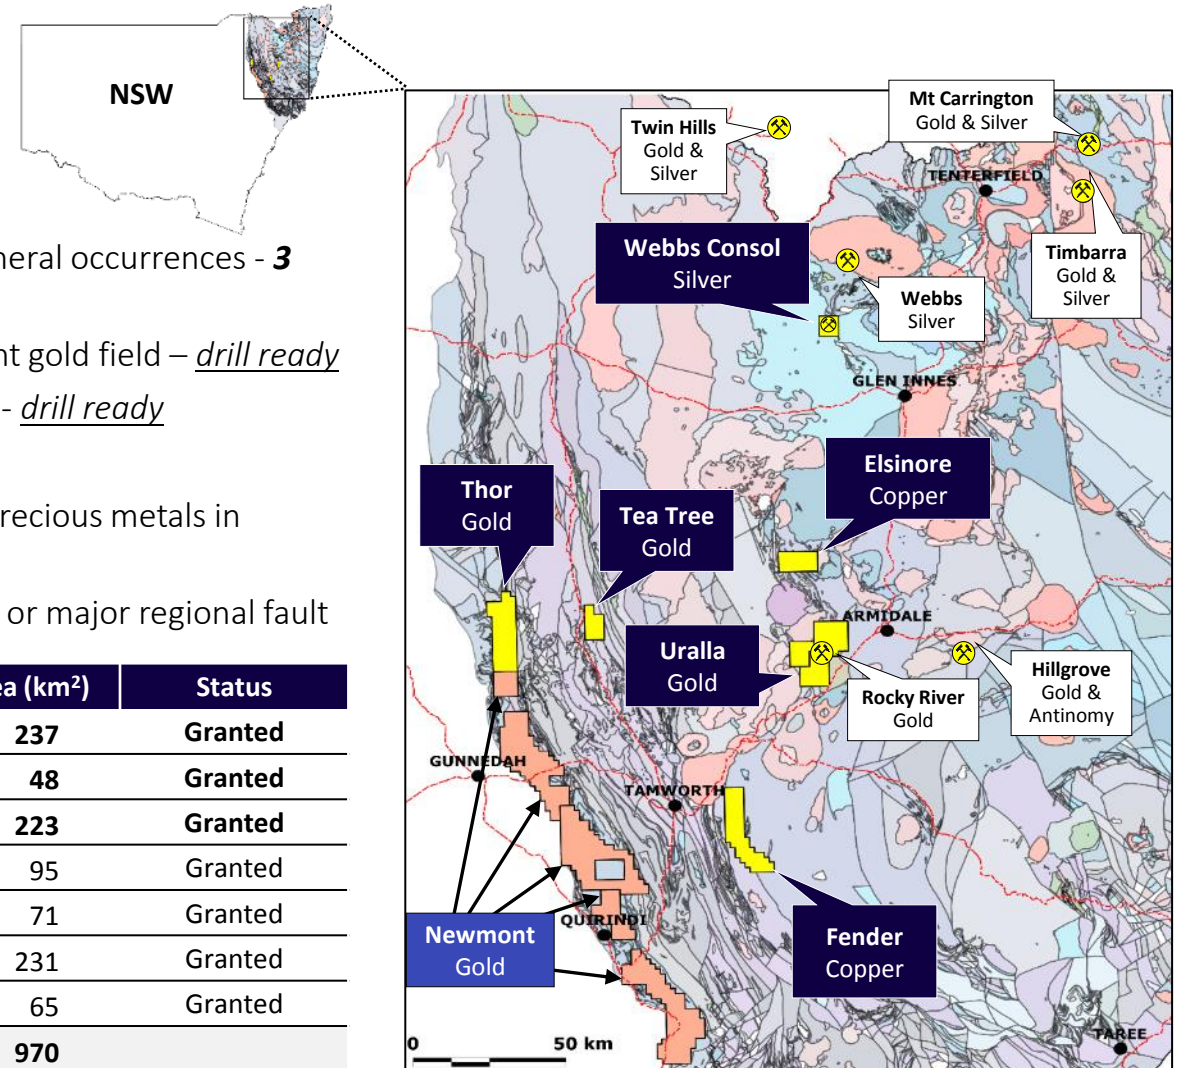 NSW
neral occurrences - 3
nt gold field – drill ready
- drill ready
recious metals in
or major regional fault
ea (km²) Status
237 Granted
48 Granted
223 Granted
95 Granted
71 Granted
231 Granted
65 Granted
970
Mt Carrington
Gold & Silver
Twin Hills
Gold &
Silver
TENTERFIELD
Timbarra
Gold &
Silver
Webbs Consol
Silver
Webbs
Silver
GLEN INNES
Elsinore
Copper
Thor
Gold
Tea Tree
Gold
ARMIDALE
Uralla
Gold
Rocky River
Gold
Hillgrove
Gold &
Antinomy
GUNNEDAH
TAMWORTH
QUIRINDI
Newmont
Gold
Fender
Copper
TAREE
0 50 km